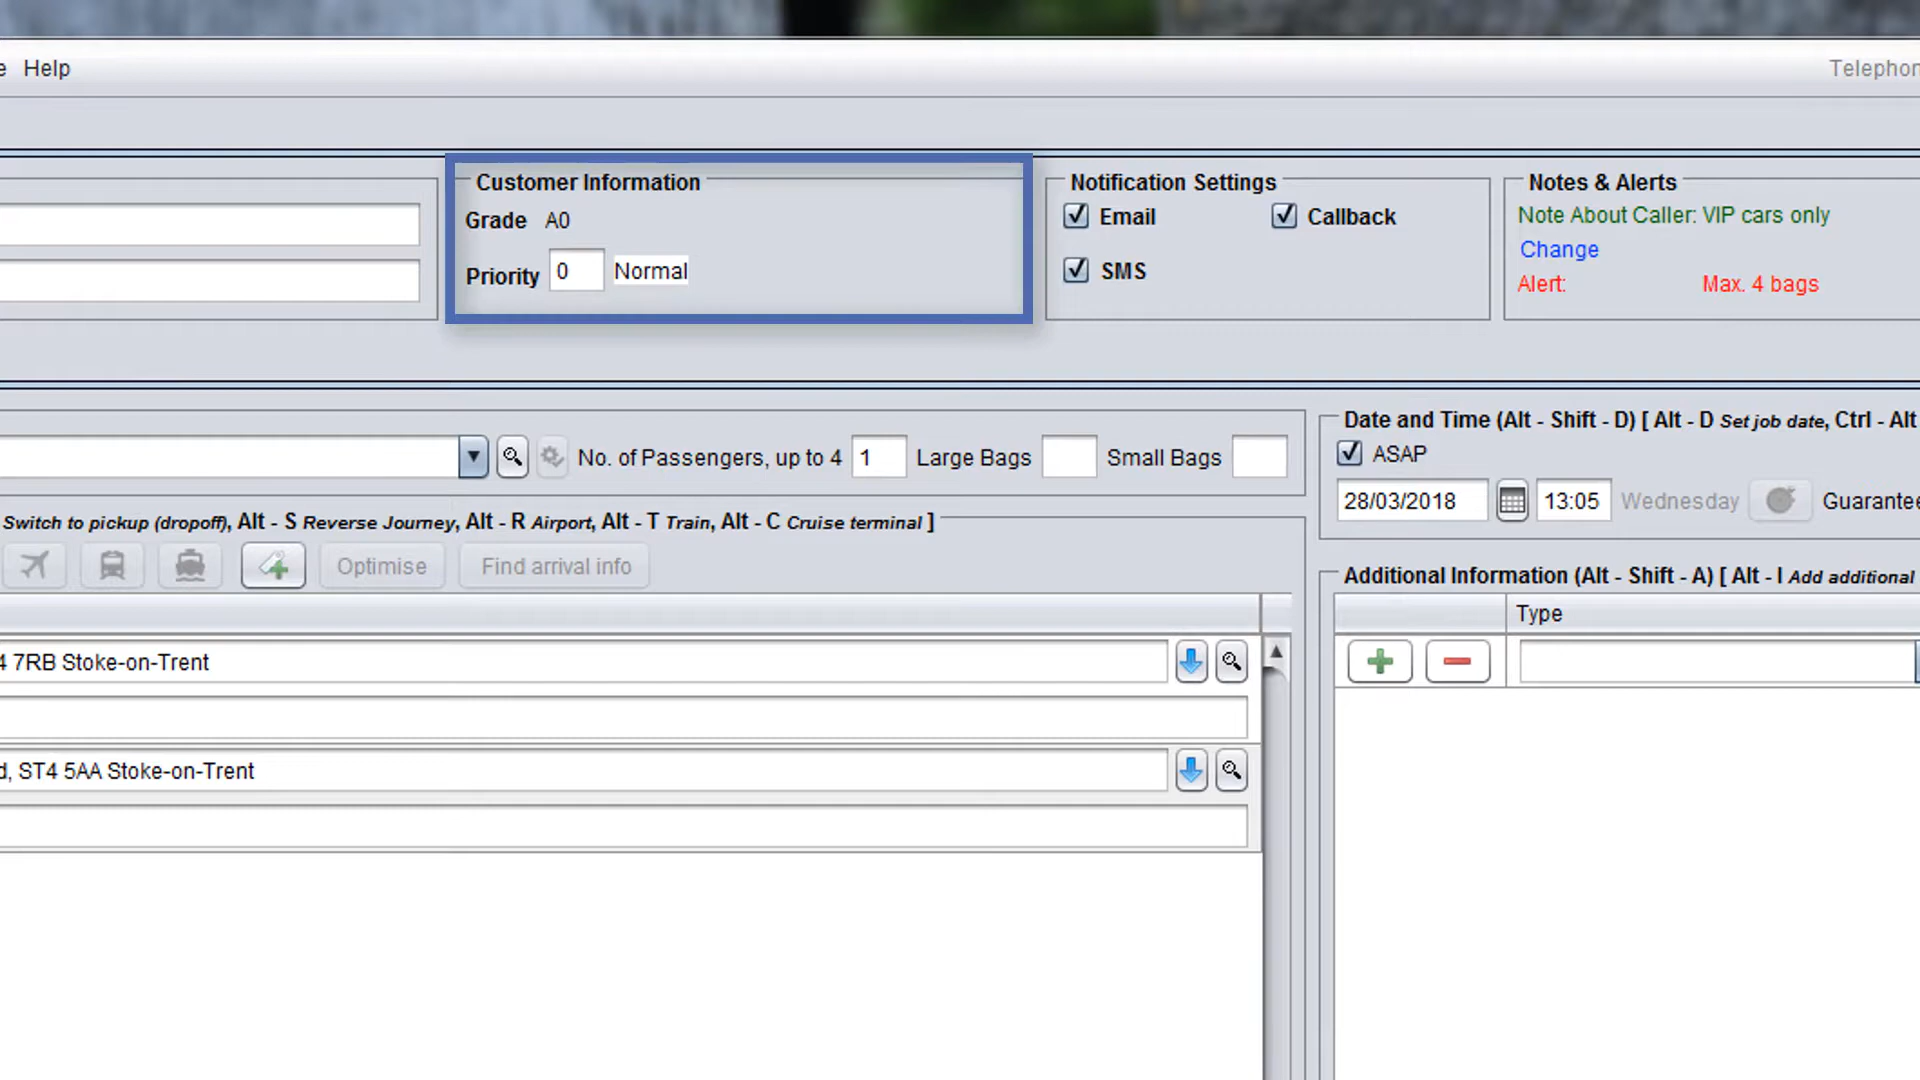 e Help
Telephon
Customer Information
Grade A0
Priority 0 Normal
Notification Settings
Email Callback
SMS
Notes & Alerts
Note About Caller: VIP cars only
Change
Alert: Max. 4 bags
No. of Passengers, up to 4 1 Large Bags Small Bags
Date and Time (Alt - Shift - D) [ Alt - D Set job date, Ctrl - Alt
ASAP
28/03/2018 13:05 Wednesday Guarantee
Switch to pickup (dropoff), Alt - S Reverse Journey, Alt - R Airport, Alt - T Train, Alt - C Cruise terminal ]
Optimise Find arrival info
Additional Information (Alt - Shift - A) [ Alt - I Add additional
Type
4 7RB Stoke-on-Trent
d, ST4 5AA Stoke-on-Trent